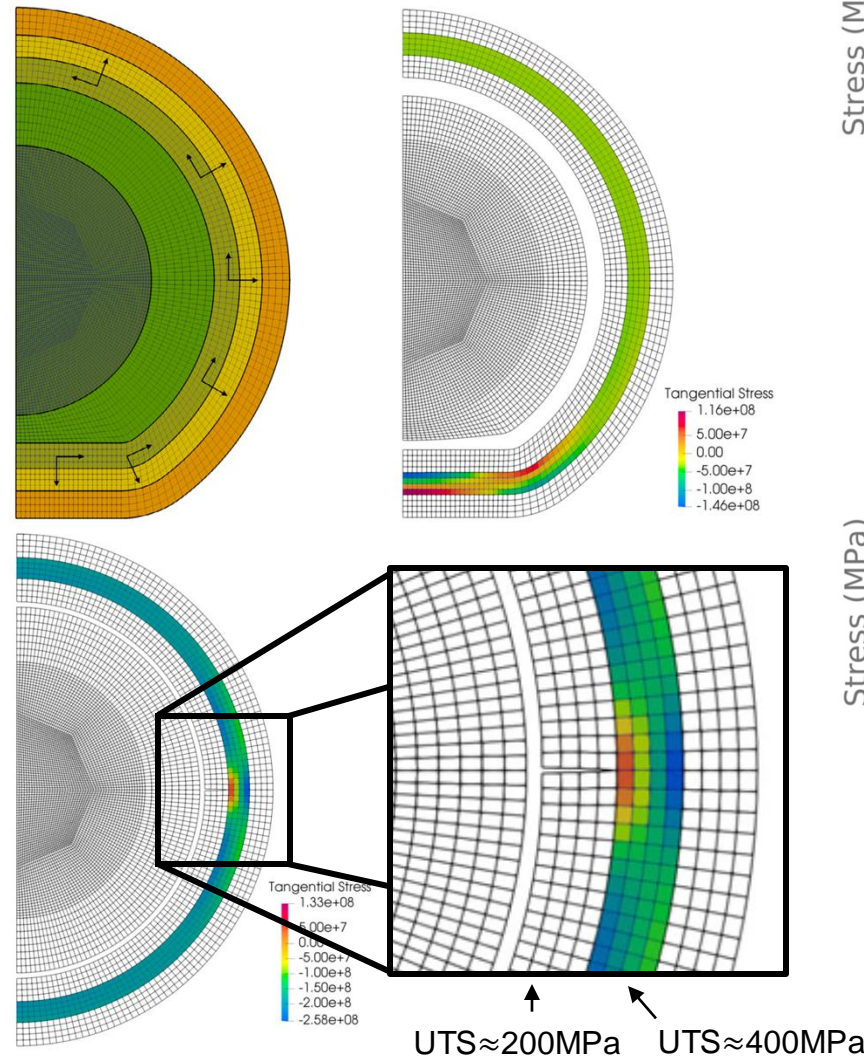 Stress (M
Tangential Stress
1.16e+08
5.00e+7
0.00
-5.00e+7
-1.00e+8
-1.46e+08
Stress (MPa)
Tangential Stress
1.33e+08
5.00e+7
0.00
-5.00e+7
-1.00e+8
-1.50e+8
-2.00e+8
-2.58e+08
UTS≈200MPa UTS≈400MPa